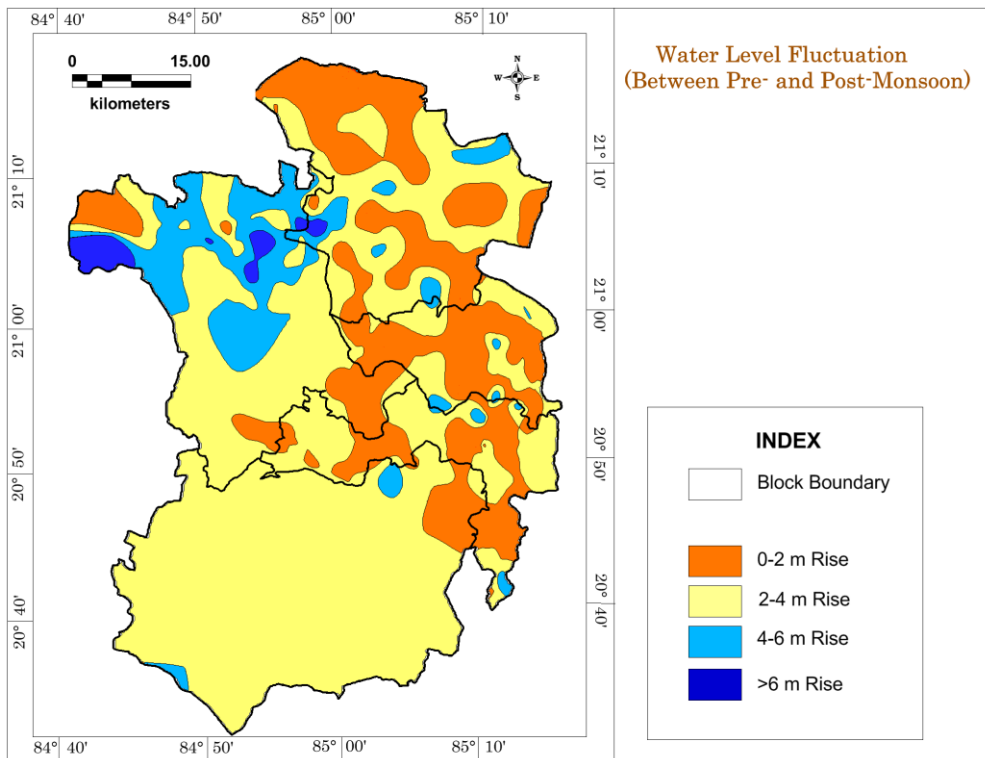 84° 40' 84° 50' 85° 00' 85° 10'
Water Level Fluctuation
(Between Pre- and Post-Monsoon)
0 15.00
kilometers
N
W E
S
21° 10'
21° 00'
20° 50'
20° 40'
21° 10'
21° 00'
20° 50'
20° 40'
INDEX
Block Boundary
0-2 m Rise
2-4 m Rise
4-6 m Rise
>6 m Rise
84° 40' 84° 50' 85° 00' 85° 10'